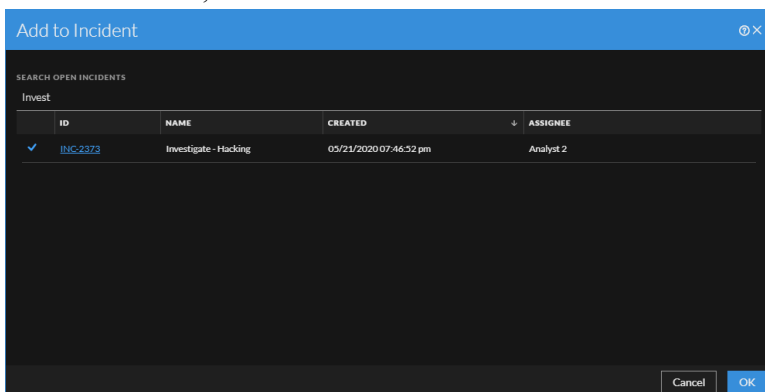 Add to Incident
SEARCH OPEN INCIDENTS
Invest
ID NAME CREATED ASSIGNEE
INC-2373 Investigate - Hacking 05/21/2020 07:46:52 pm Analyst 2
Cancel OK